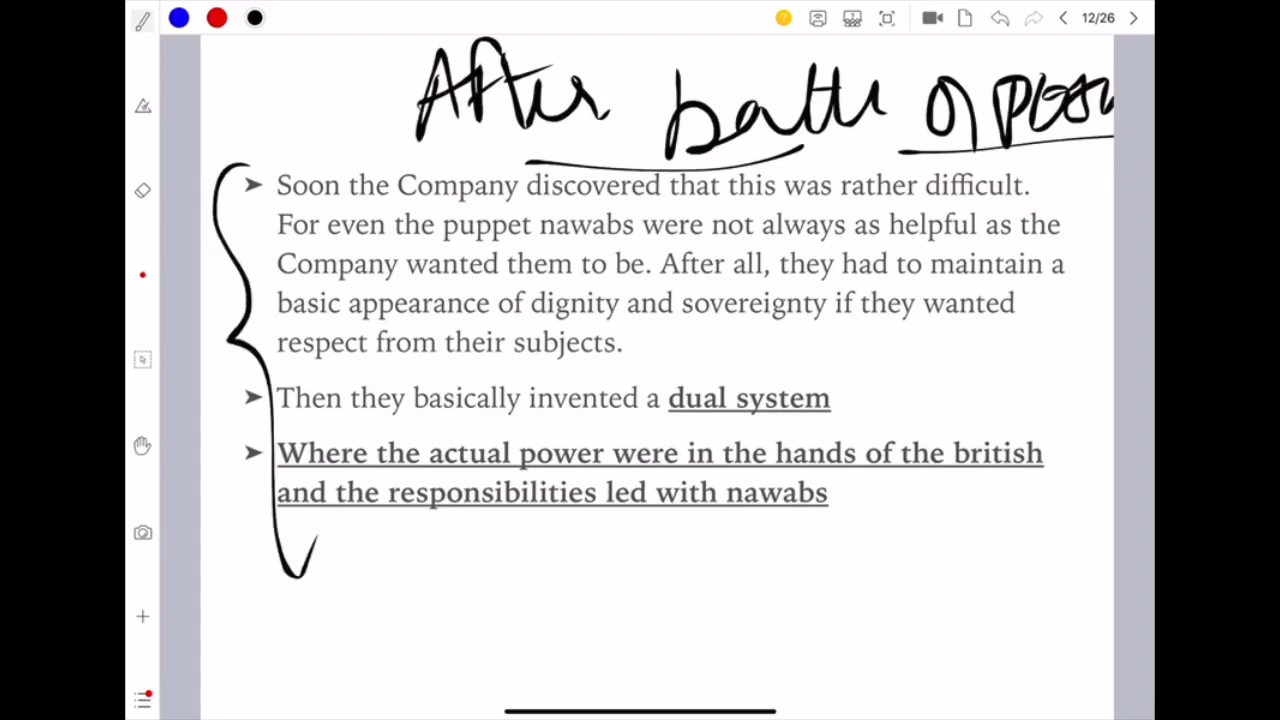 12/26
After battle of
Soon the Company discovered that this was rather difficult.
For even the puppet nawabs were not always as helpful as the
Company wanted them to be. After all, they had to maintain a
basic appearance of dignity and sovereignty if they wanted
respect from their subjects.
Then they basically invented a dual system
Where the actual power were in the hands of the british
and the responsibilities led with nawabs